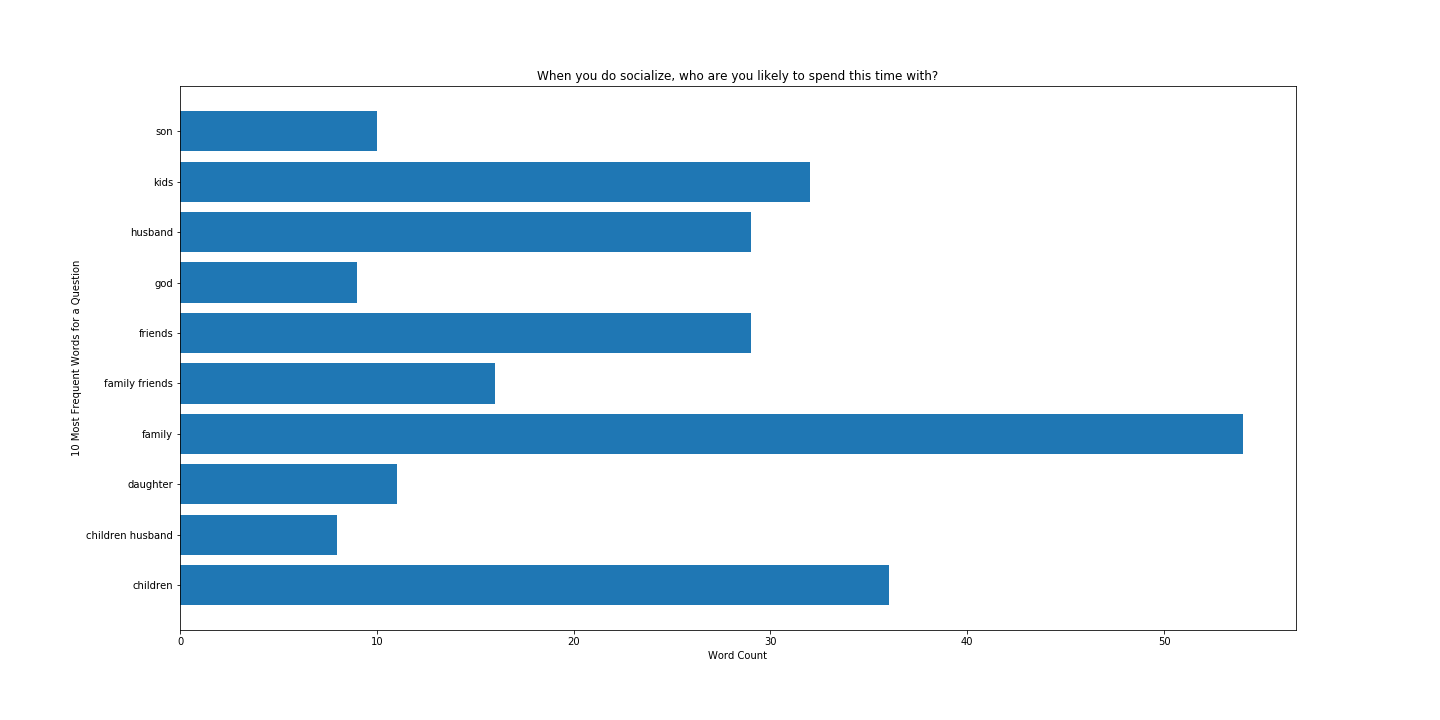 When you do socialize, who are you likely to spend this time with?
son
kids
husband
god
friends
family friends
family
daughter
children husband
children
10 Most Frequent Words for a Question
0 10 20 30 40 50
Word Count